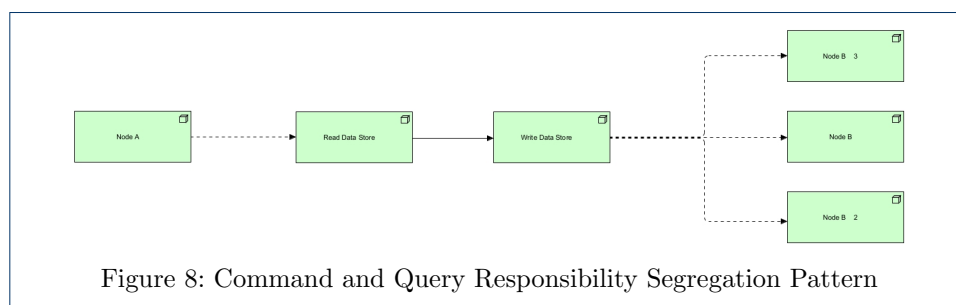 Node B 3
Node A
Read Data Store
Write Data Store
Node B
Node B 2
Figure 8: Command and Query Responsibility Segregation Pattern